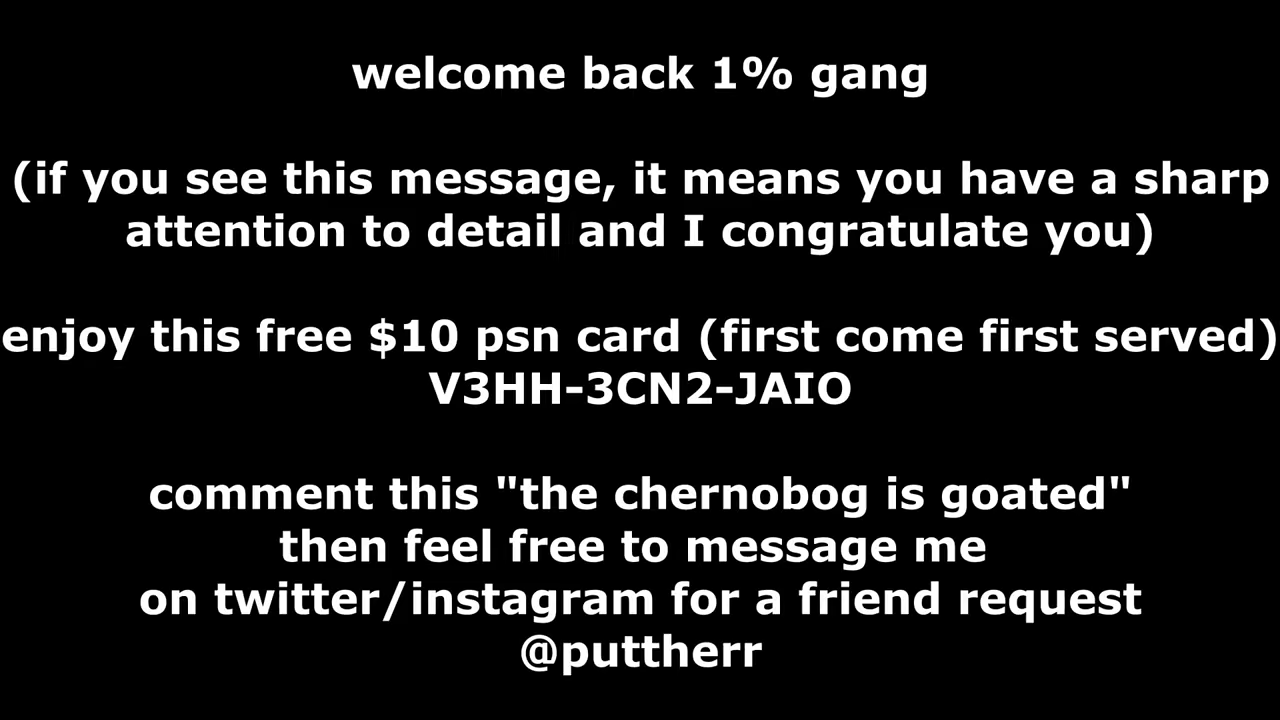 welcome back 1% gang
(if you see this message, it means you have a sharp
attention to detail and I congratulate you)
enjoy this free $10 psn card (first come first served)
V3HH-3CN2-JAIO
comment this "the chernobog is goated"
then feel free to message me
on twitter/instagram for a friend request
@puttherr